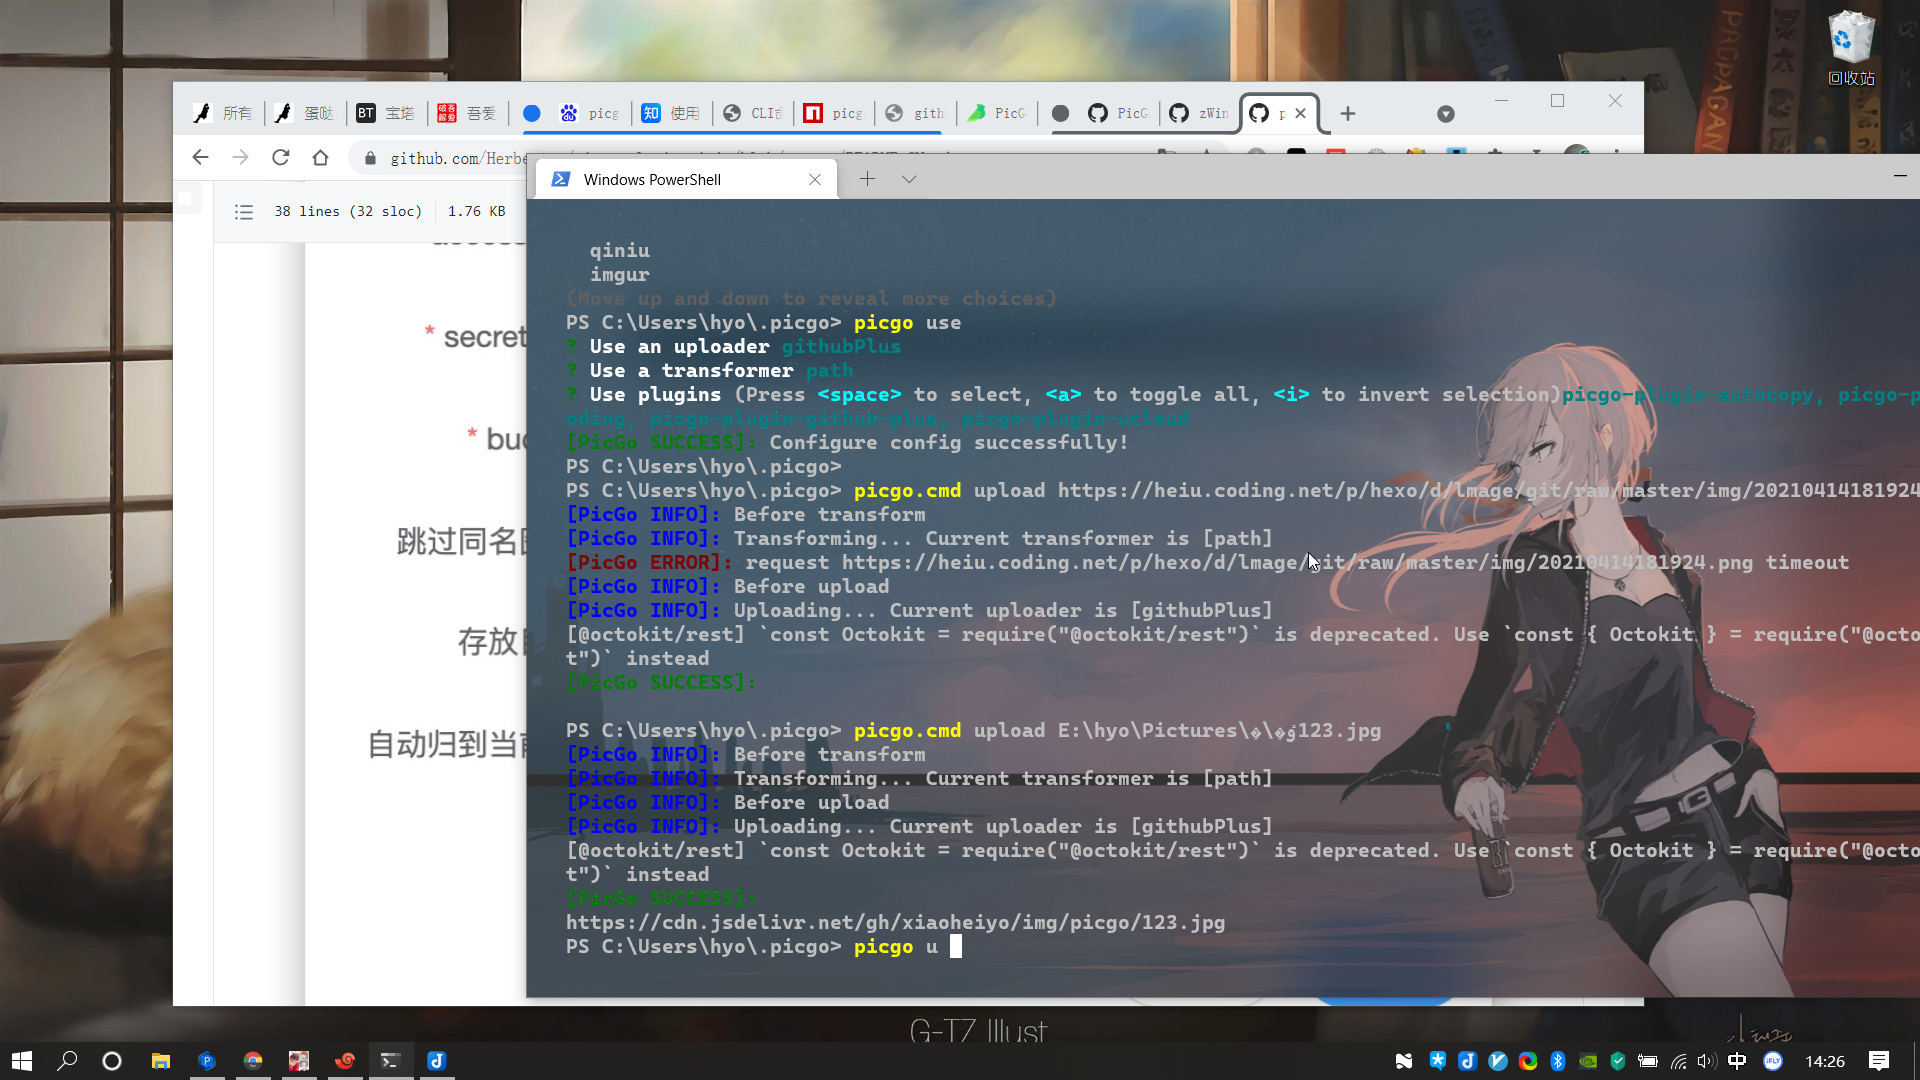 回收站
所有
蛋哒
BT 宝塔
吾爱
picg
知 使用
CLI
picg
gith
PicG
PicG
zWin
p
github.com/Herbe
Windows PowerShell
38 lines (32 sloc)
1.76 KB
* secret
* buc
跳过同名
存放
自动归到当
qiniu
imgur
(Move up and down to reveal more choices)
PS C:\Users\hyo\.picgo> picgo use
? Use an uploader githubPlus
? Use a transformer path
? Use plugins (Press <space> to select, <a> to toggle all, <i> to invert selection)picgo-plugin-autocopy, picgo-p
oding, picgo-plugin-github-plus, picgo-plugin-ucloud
[PicGo SUCCESS]: Configure config successfully!
PS C:\Users\hyo\.picgo>
PS C:\Users\hyo\.picgo> picgo.cmd upload https://heiu.coding.net/p/hexo/d/lmage/git/raw/master/img/20210414181924
[PicGo INFO]: Before transform
[PicGo INFO]: Transforming... Current transformer is [path]
[PicGo ERROR]: request https://heiu.coding.net/p/hexo/d/lmage/git/raw/master/img/20210414181924.png timeout
[PicGo INFO]: Before upload
[PicGo INFO]: Uploading... Current uploader is [githubPlus]
[@octokit/rest] `const Octokit = require("@octokit/rest")` is deprecated. Use `const { Octokit } = require("@octo
t")` instead
[PicGo SUCCESS]:
PS C:\Users\hyo\.picgo> picgo.cmd upload E:\hyo\Pictures\�\�ؤ123.jpg
[PicGo INFO]: Before transform
[PicGo INFO]: Transforming... Current transformer is [path]
[PicGo INFO]: Before upload
[PicGo INFO]: Uploading... Current uploader is [githubPlus]
[@octokit/rest] `const Octokit = require("@octokit/rest")` is deprecated. Use `const { Octokit } = require("@octo
t")` instead
[PicGo SUCCESS]:
https://cdn.jsdelivr.net/gh/xiaoheiyo/img/picgo/123.jpg
PS C:\Users\hyo\.picgo> picgo u
G-T7 Illust
PAGPAGAN
中
iFLY
14:26